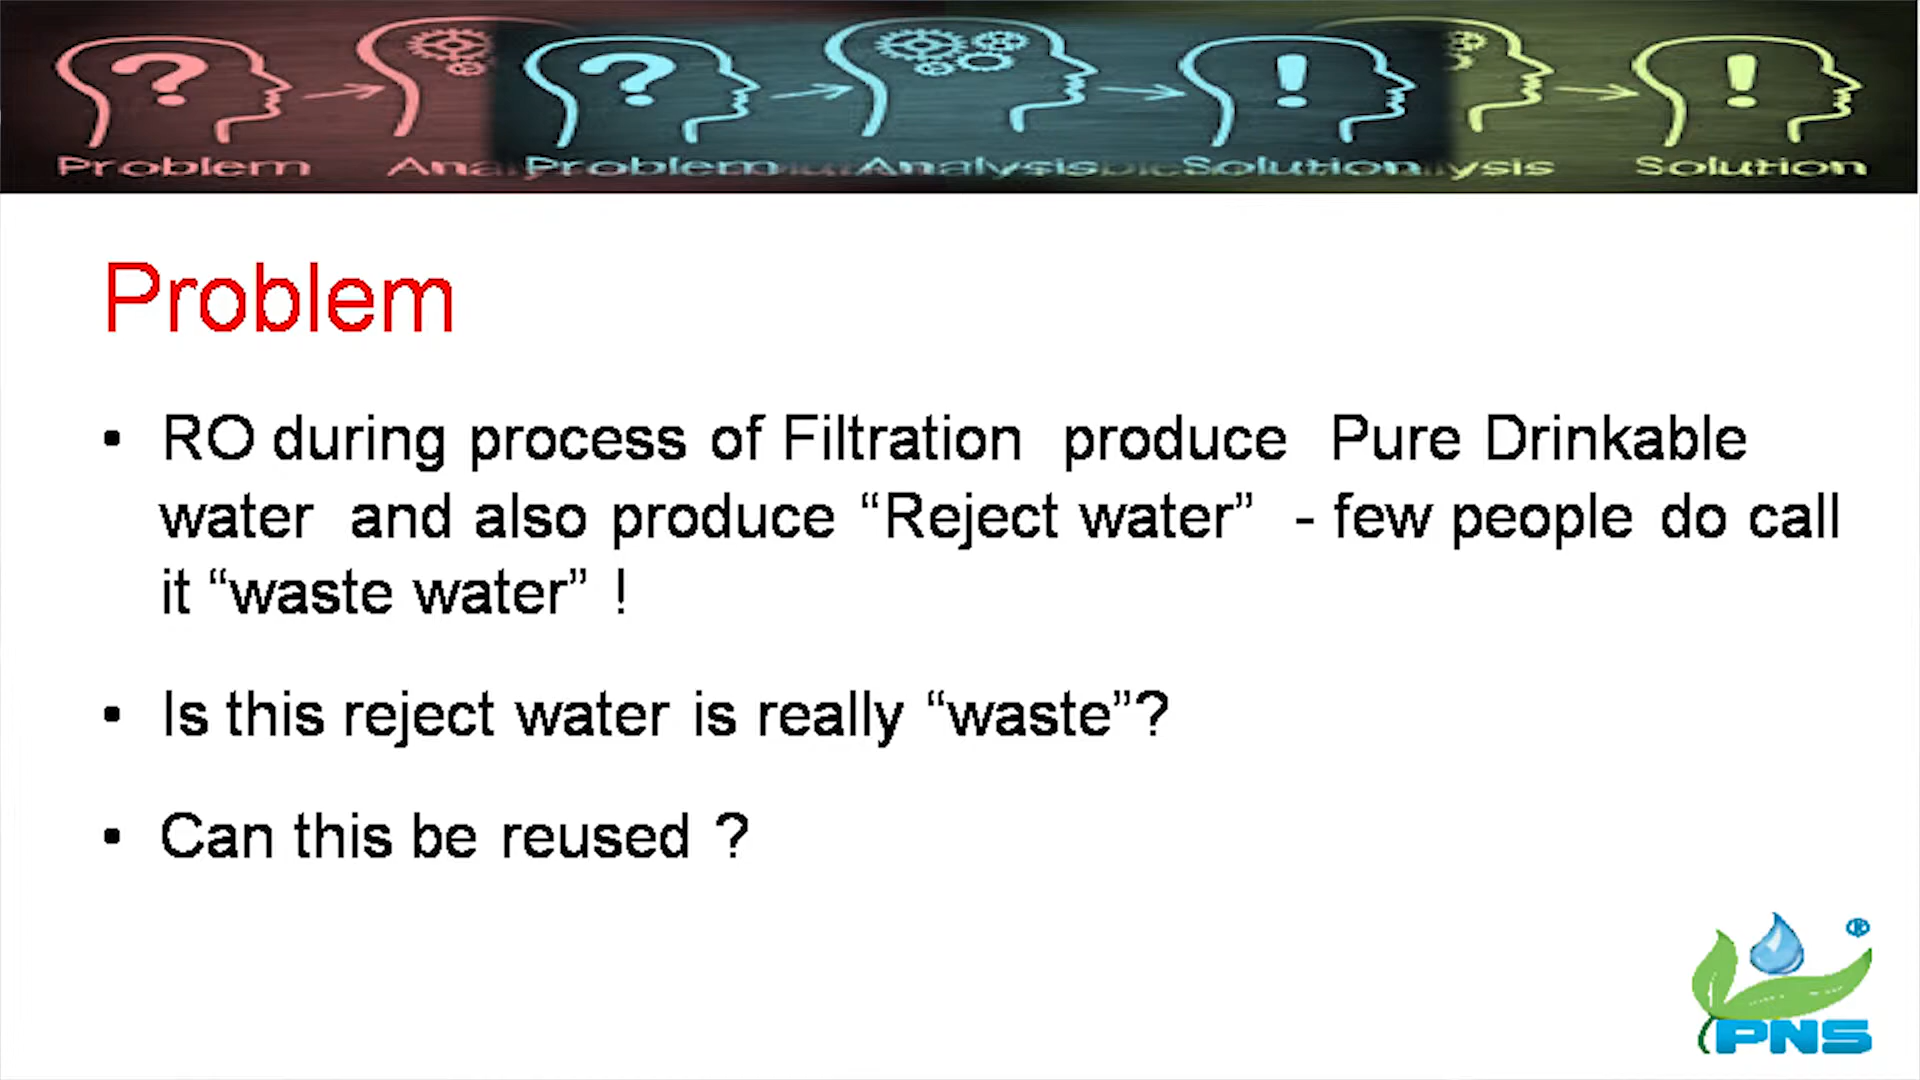 Problem Ana Problem Analysis Solution ysis Solution
Problem
• RO during process of Filtration produce Pure Drinkable
water and also produce “Reject water” - few people do call
it “waste water” !
• Is this reject water is really “waste”?
• Can this be reused ?
®
PNS